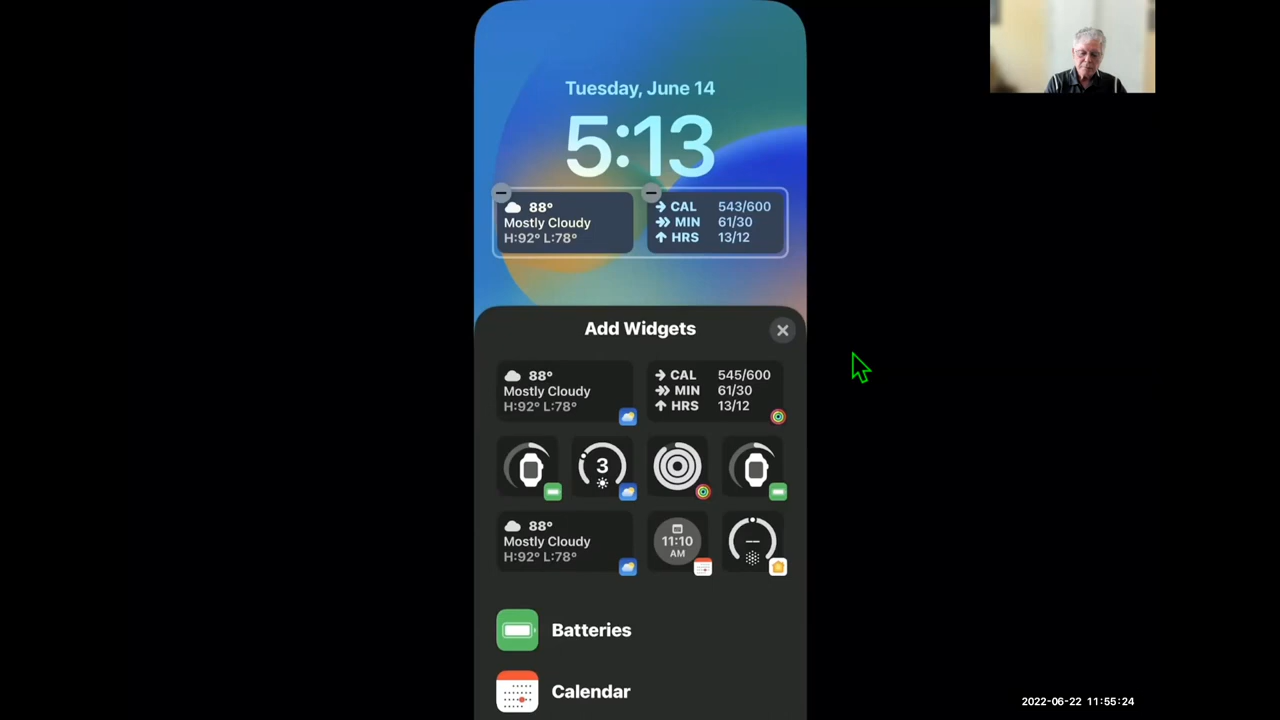 Tuesday, June 14
5:13
88°
Mostly Cloudy
H:92° L:78°
CAL 543/600
MIN 61/30
HRS 13/12
Add Widgets
88°
Mostly Cloudy
H:92° L:78°
CAL 545/600
MIN 61/30
HRS 13/12
3
88°
Mostly Cloudy
H:92° L:78°
11:10
AM
--
Batteries
Calendar
2022-06-22 11:55:24